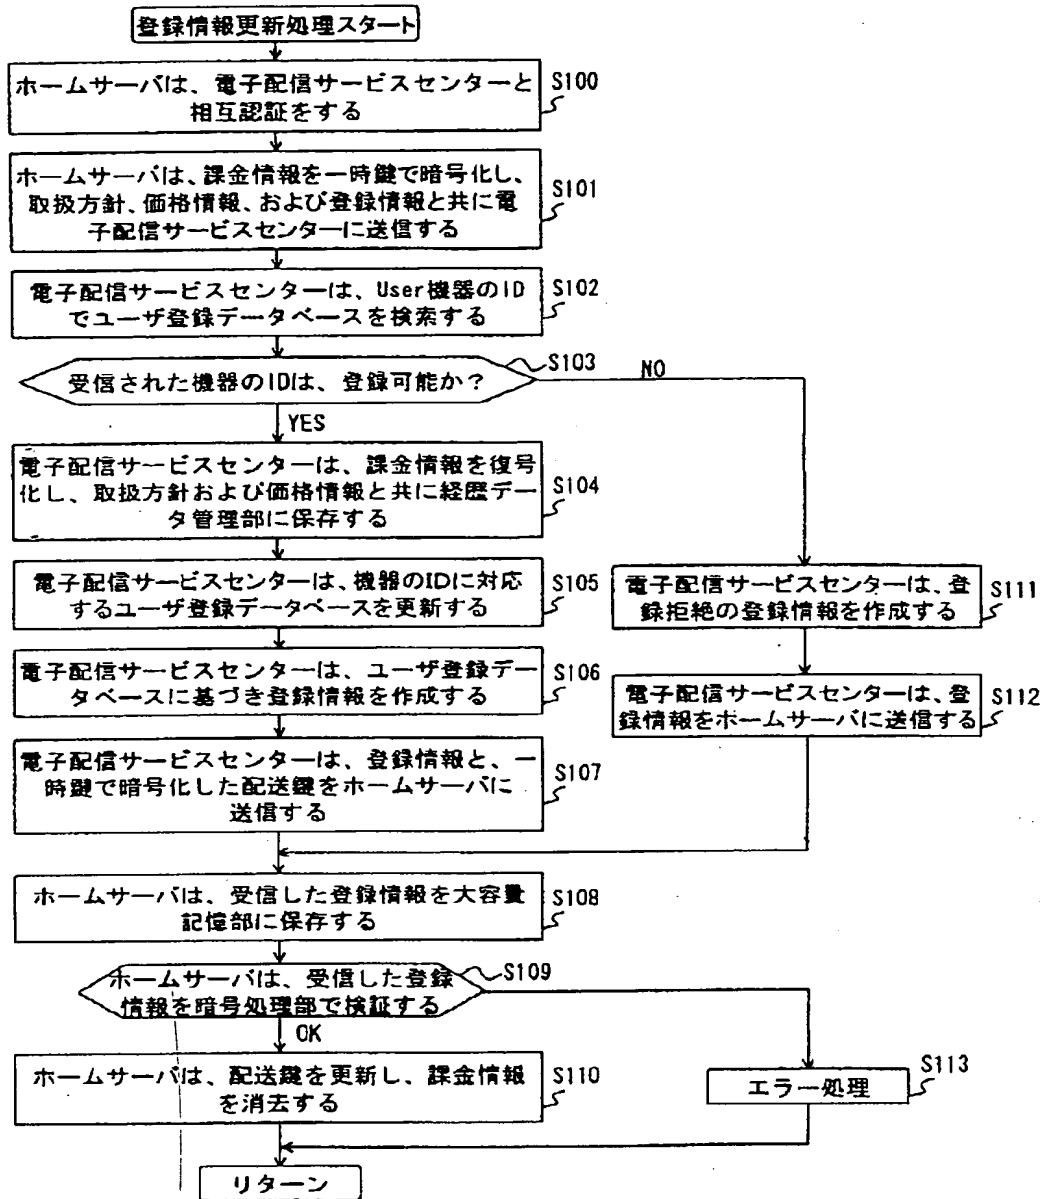 登録情報更新処理スタート
ホームサーバは、電子配信サービスセンターと
相互認証をする
S100
ホームサーバは、課金情報を一時鍵で暗号化し、
取扱方針、価格情報、および登録情報と共に電
子配信サービスセンターに送信する
S101
電子配信サービスセンターは、User機器のID
でユーザ登録データベースを検索する
S102
受信された機器のIDは、登録可能か？
S103
NO
YES
電子配信サービスセンターは、課金情報を復号
化し、取扱方針および価格情報と共に経歴デー
タ管理部に保存する
S104
電子配信サービスセンターは、機器のIDに対応
するユーザ登録データベースを更新する
S105
電子配信サービスセンターは、登
録拒絶の登録情報を作成する
S111
電子配信サービスセンターは、ユーザ登録デー
タベースに基づき登録情報を作成する
S106
電子配信サービスセンターは、登
録情報をホームサーバに送信する
S112
電子配信サービスセンターは、登録情報と、一
時鍵で暗号化した配送鍵をホームサーバに
送信する
S107
ホームサーバは、受信した登録情報を大容量
記憶部に保存する
S108
ホームサーバは、受信した登録
情報を暗号処理部で検証する
S109
OK
ホームサーバは、配送鍵を更新し、課金情報
を消去する
S110
エラー処理
S113
リターン